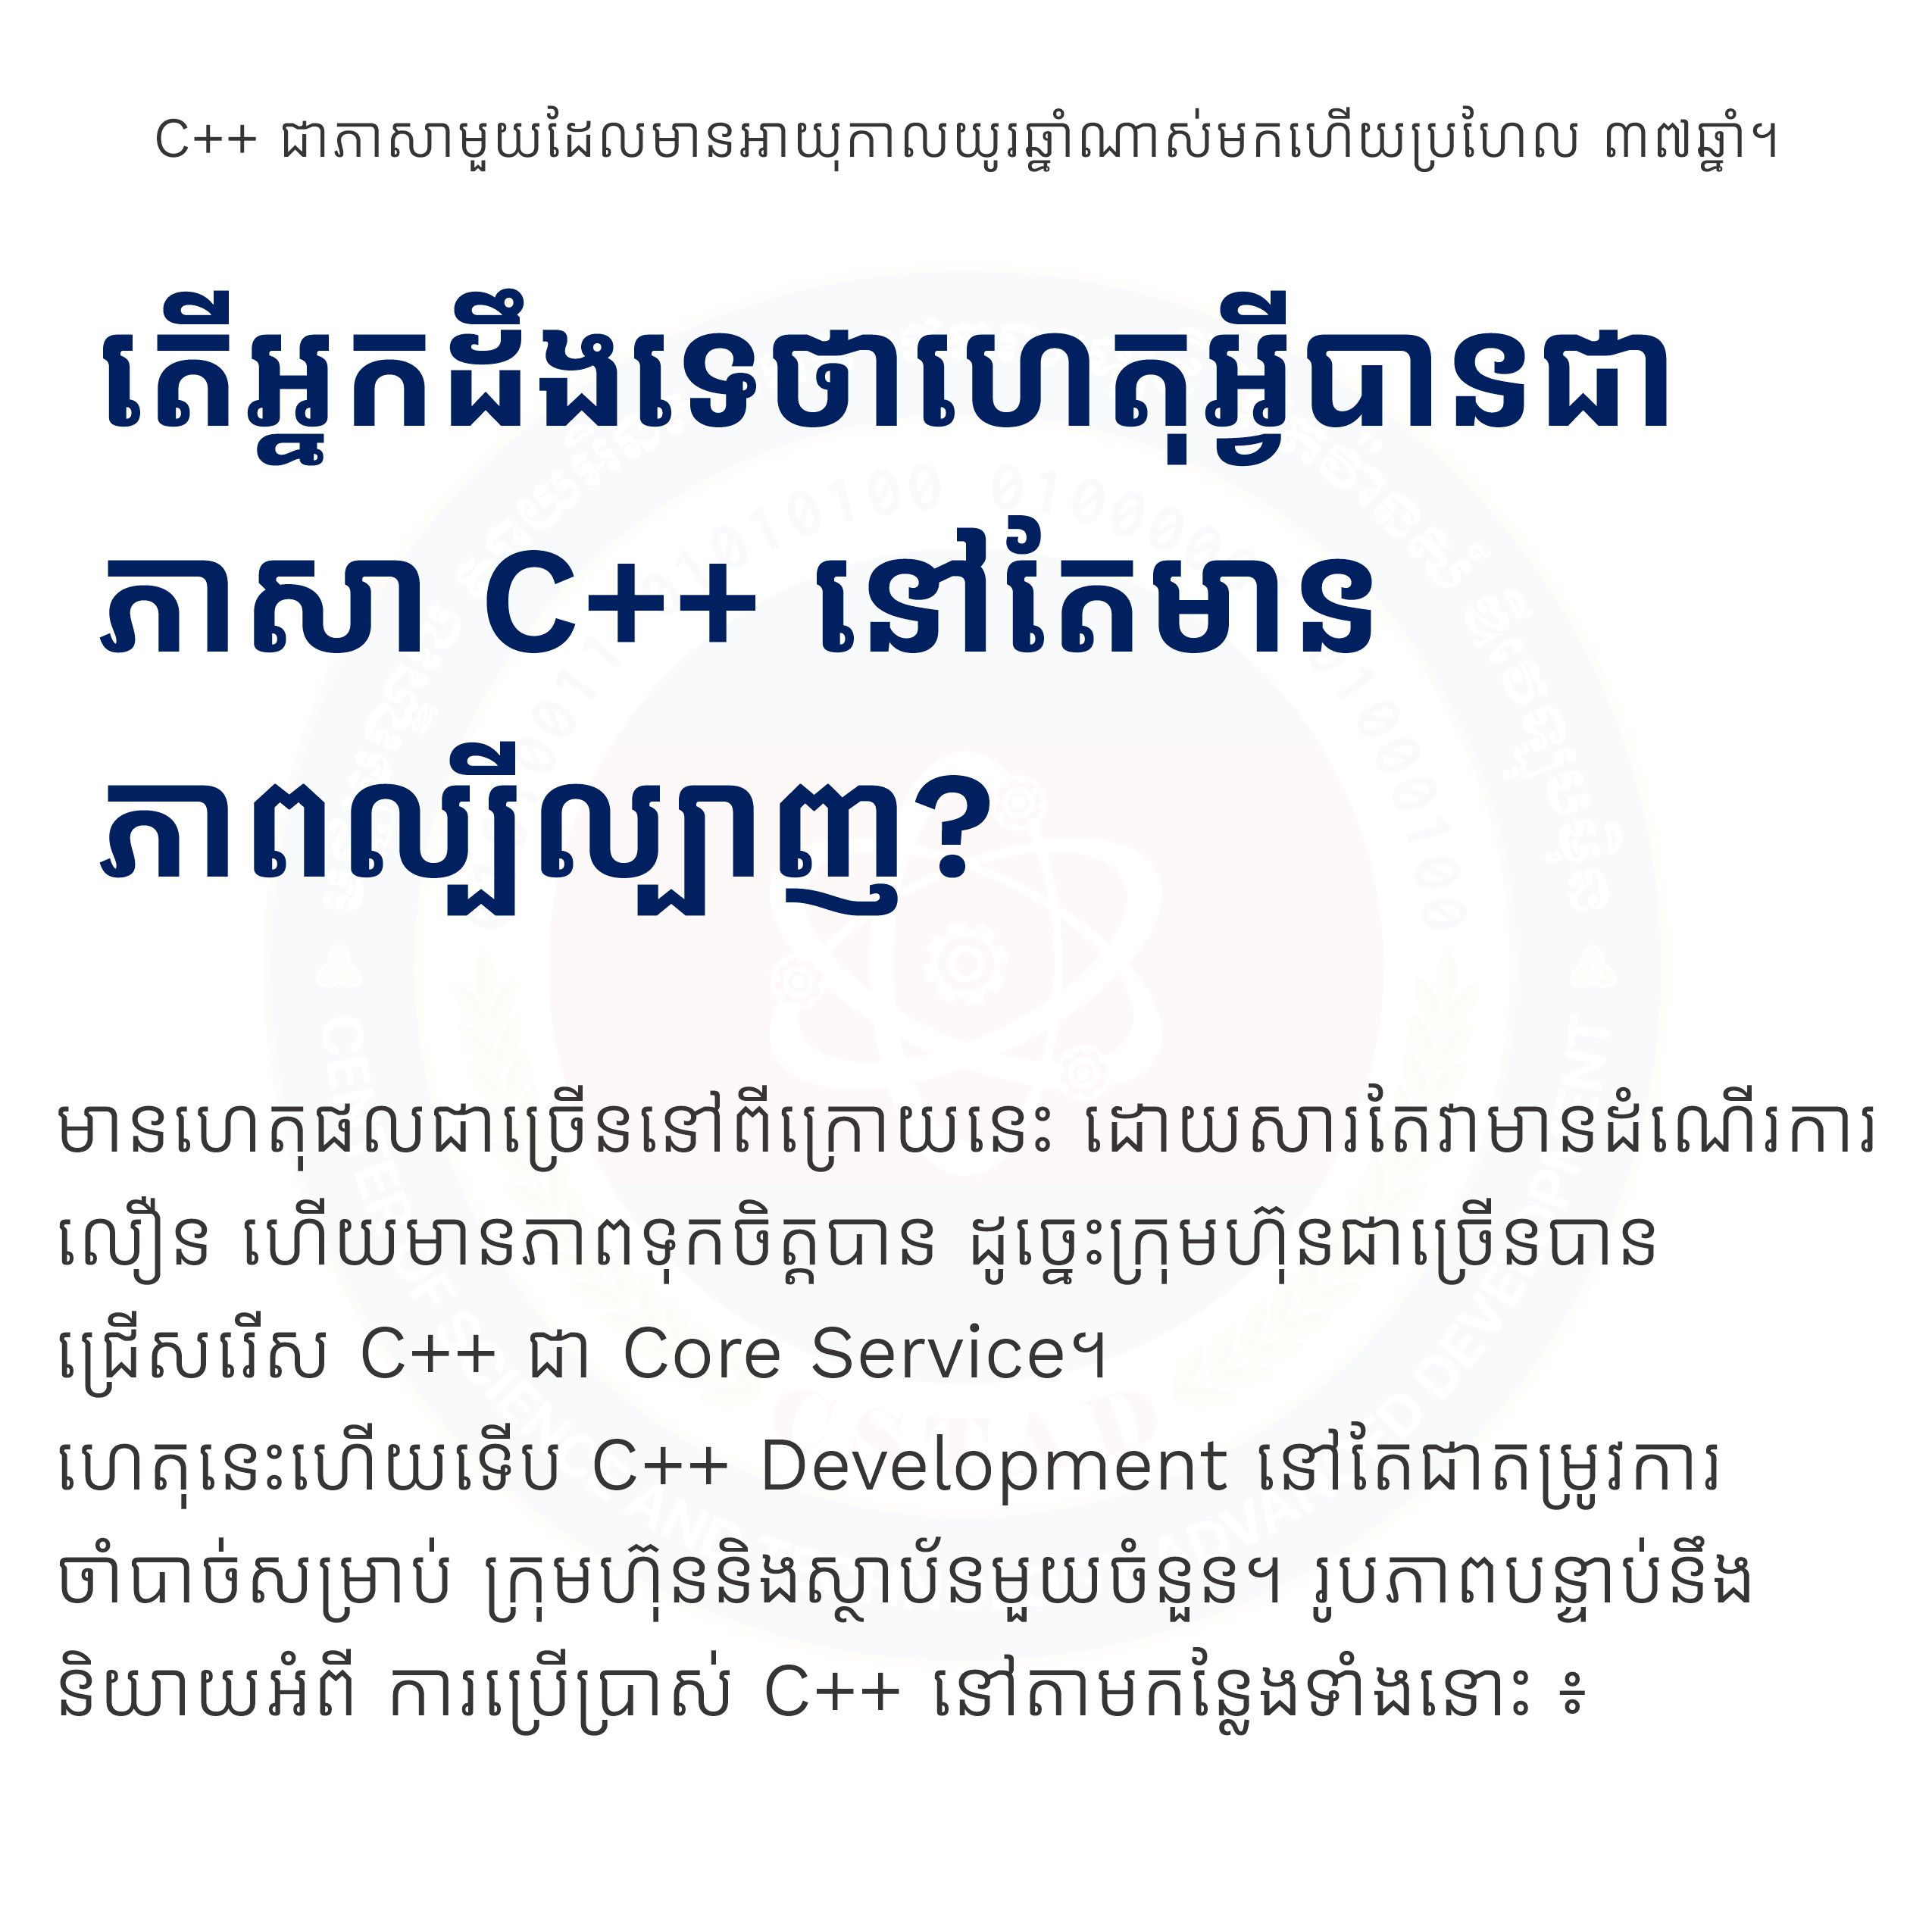 C++ ជាភាសាមួយដែលមានអាយុកាលយូរឆ្នាំណាស់មកហើយប្រហែល ៣៧ឆ្នាំ។
តើអ្នកដឹងទេថាហេតុអ្វីបានជា
ភាសា C++ នៅតែមាន
ភាពល្បីល្បាញ?
មានហេតុផលជាច្រើននៅពីក្រោយនេះ ដោយសារតែវាមានដំណើរការ
លឿន ហើយមានភាពទុកចិត្តបាន ដូច្នេះក្រុមហ៊ុនជាច្រើនបាន
ជ្រើសរើស C++ ជា Core Service។
ហេតុនេះហើយទើប C++ Development នៅតែជាតម្រូវការ
ចាំបាច់សម្រាប់ ក្រុមហ៊ុននិងស្ថាប័នមួយចំនួន។ រូបភាពបន្ទាប់នឹង
និយាយអំពី ការប្រើប្រាស់ C++ នៅតាមកន្លែងទាំងនោះ ៖
CSTAD